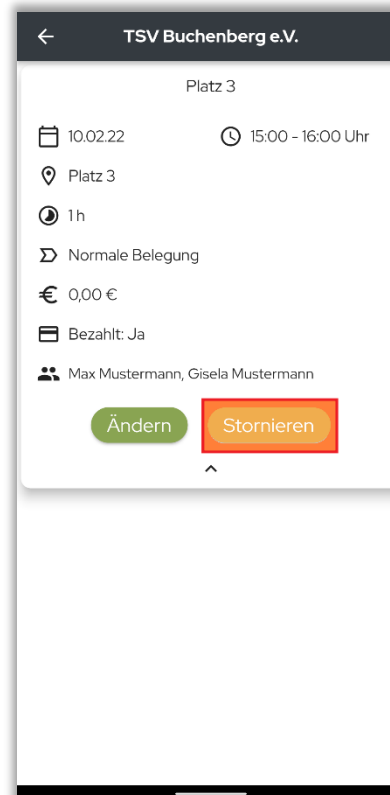 TSV Buchenberg e.V.
Platz 3
10.02.22 15:00 - 16:00 Uhr
Platz 3
1 h
Normale Belegung
0,00 €
Bezahlt: Ja
Max Mustermann, Gisela Mustermann
Ändern Stornieren